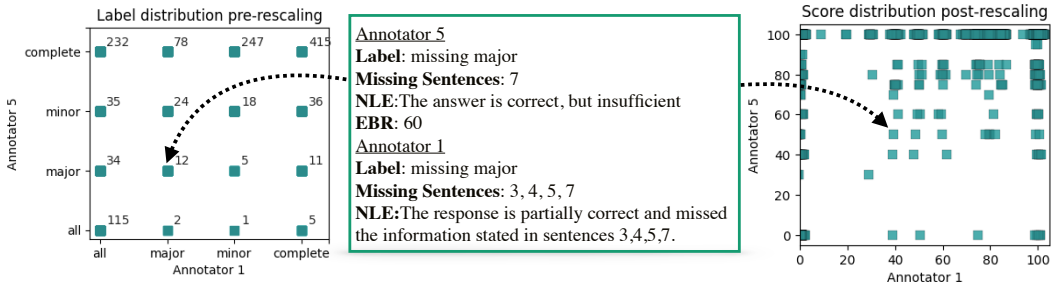 Label distribution pre-rescaling
complete
minor
major
all
Annotator 5
232 78 247 415
35 24 18 36
34 12 5 11
115 2 1 5
all major minor complete
Annotator 1
Annotator 5
Label: missing major
Missing Sentences: 7
NLE:The answer is correct, but insufficient
EBR: 60
Annotator 1
Label: missing major
Missing Sentences: 3, 4, 5, 7
NLE:The response is partially correct and missed
the information stated in sentences 3,4,5,7.
Score distribution post-rescaling
100
80
60
40
20
0
Annotator 5
0 20 40 60 80 100
Annotator 1